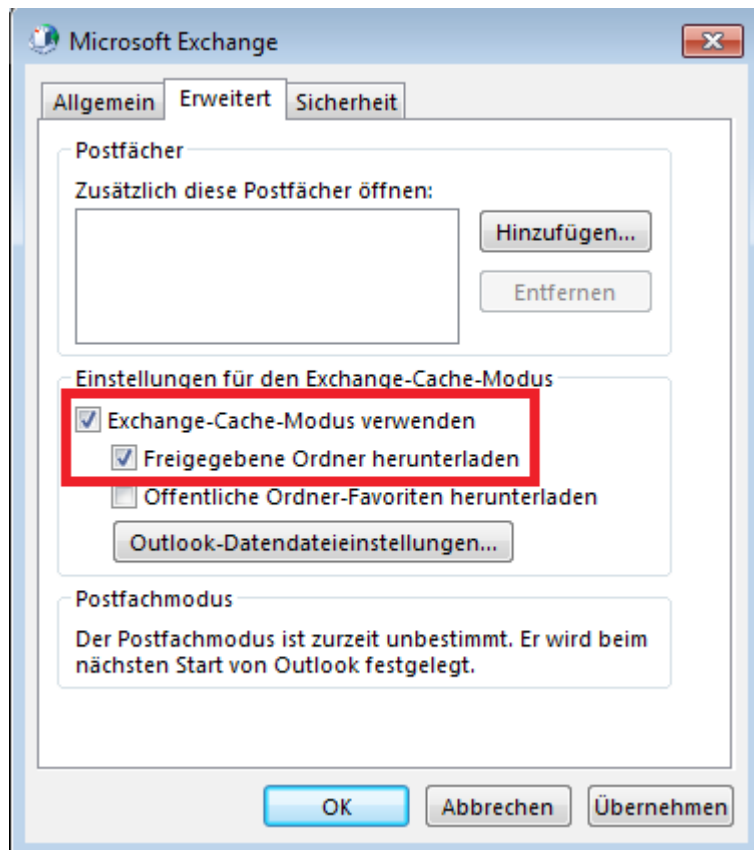 Microsoft Exchange
Allgemein Erweitert Sicherheit
Postfächer
Zusätzlich diese Postfächer öffnen:
Hinzufügen...
Entfernen
Einstellungen für den Exchange-Cache-Modus
Exchange-Cache-Modus verwenden
Freigegebene Ordner herunterladen
Öffentliche Ordner-Favoriten herunterladen
Outlook-Datendateieinstellungen...
Postfachmodus
Der Postfachmodus ist zurzeit unbestimmt. Er wird beim
nächsten Start von Outlook festgelegt.
OK Abbrechen Übernehmen